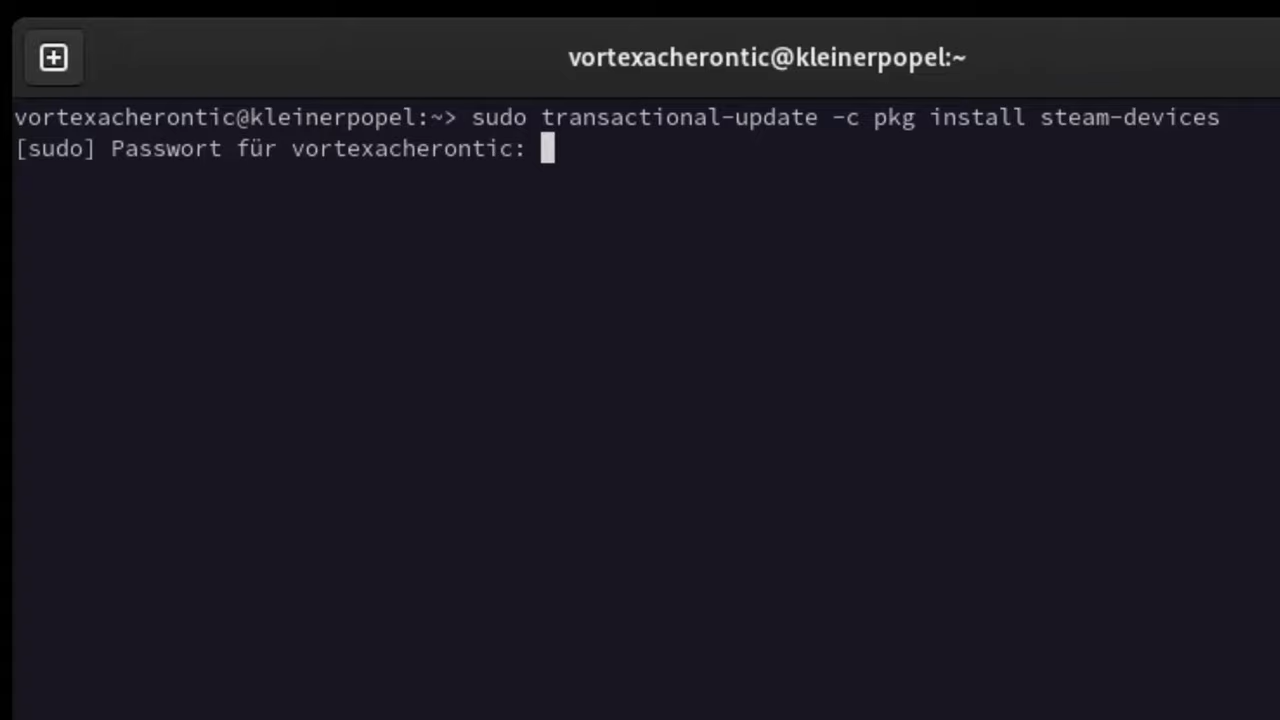 vortexacherontic@kleinerpopel:~
vortexacherontic@kleinerpopel:~> sudo transactional-update -c pkg install steam-devices
[sudo] Passwort für vortexacherontic: